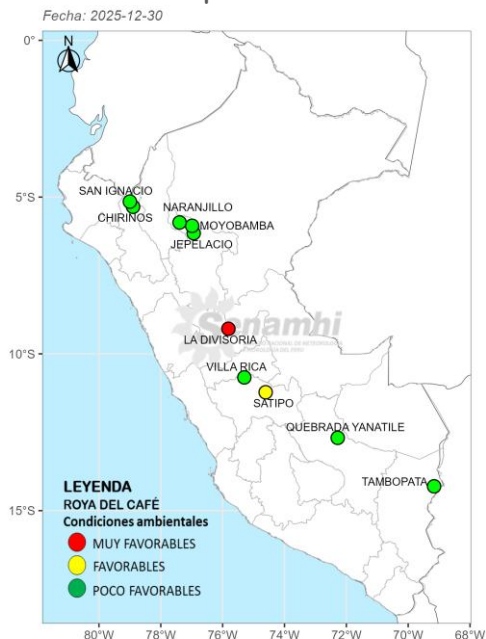 Fecha: 2025-12-30
N
0°
5°S
10°S
15°S
SAN IGNACIO
CHIRINOS
NARANJILLO
MOYOBAMBA
JEPELACIO
Senamhi
LA DIVISORIA
VILLA RICA
SATIPO
QUEBRADA YANATILE
TAMBOPATA
LEYENDA
ROYA DEL CAFÉ
Condiciones ambientales
MUY FAVORABLES
FAVORABLES
POCO FAVORABLES
80°W 78°W 76°W 74°W 72°W 70°W 68°W